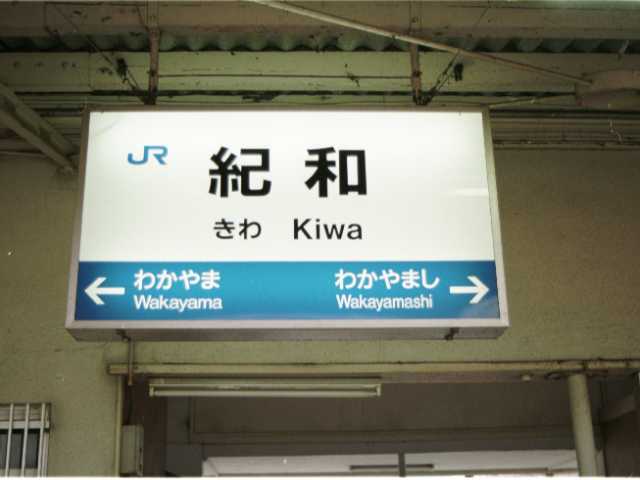 JR 紀和
きわ Kiwa
← わかやま わかやまし →
Wakayama Wakayamashi